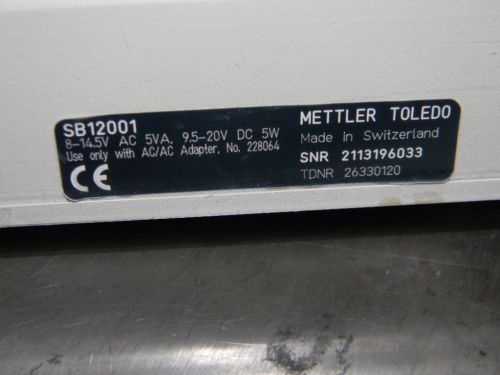 SB12001
8-14.5V AC 5VA, 9.5-20V DC 5W
Use only with AC/AC Adapter, No. 228064
CE
METTLER TOLEDO
Made in Switzerland
SNR 2113196033
TDNR 26330120